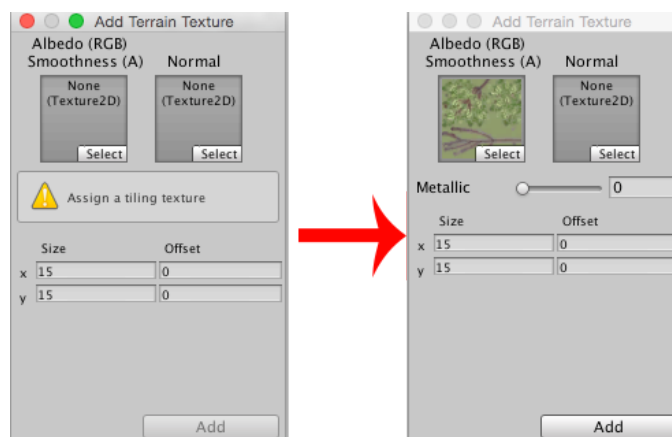 Add Terrain Texture
Albedo (RGB)
Smoothness (A) Normal
None
(Texture2D)
None
(Texture2D)
Select
Select
Assign a tiling texture
Size Offset
x 15 0
y 15 0
Add
Add Terrain Texture
Albedo (RGB)
Smoothness (A) Normal
None
(Texture2D)
Select
Select
Metallic 0
Size Offset
x 15 0
y 15 0
Add